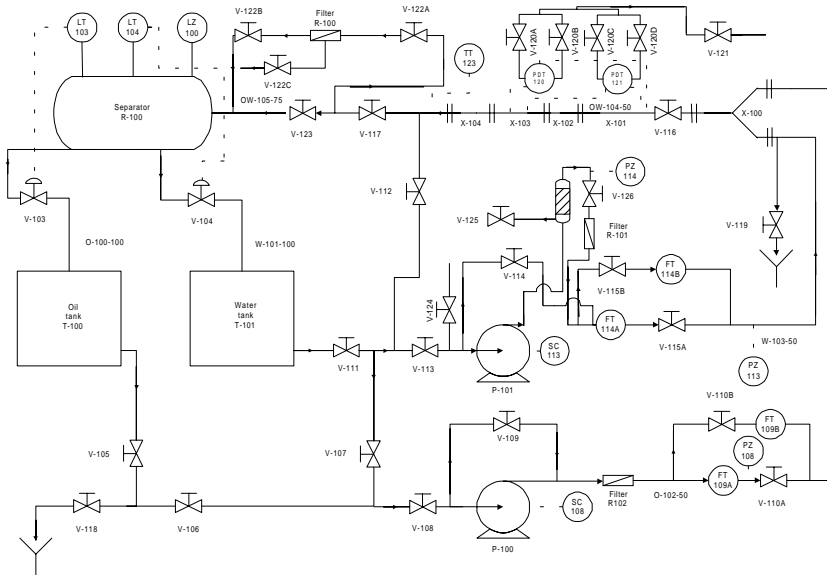 V-122B
Filter
R-100
V-122A
LT
103
LT
104
LZ
100
TT
123
V-120A
V-120B
V-120C
V-120D
V-121
PDT
120
PDT
121
V-122C
Separator
R-100
OW-105-75
OW-104-50
V-123
V-117
X-104
X-103
X-102
X-101
V-116
X-100
PZ
114
V-112
V-126
V-125
V-103
V-104
Filter
R-101
V-119
O-100-100
W-101-100
V-114
FT
114B
V-115B
Oil
tank
T-100
Water
tank
T-101
V-124
FT
114A
W-103-50
V-111
V-113
SC
113
V-115A
PZ
113
P-101
V-110B
FT
109B
V-109
PZ
108
V-105
V-107
FT
109A
Filter
R102
O-102-50
V-110A
SC
108
V-118
V-106
V-108
P-100